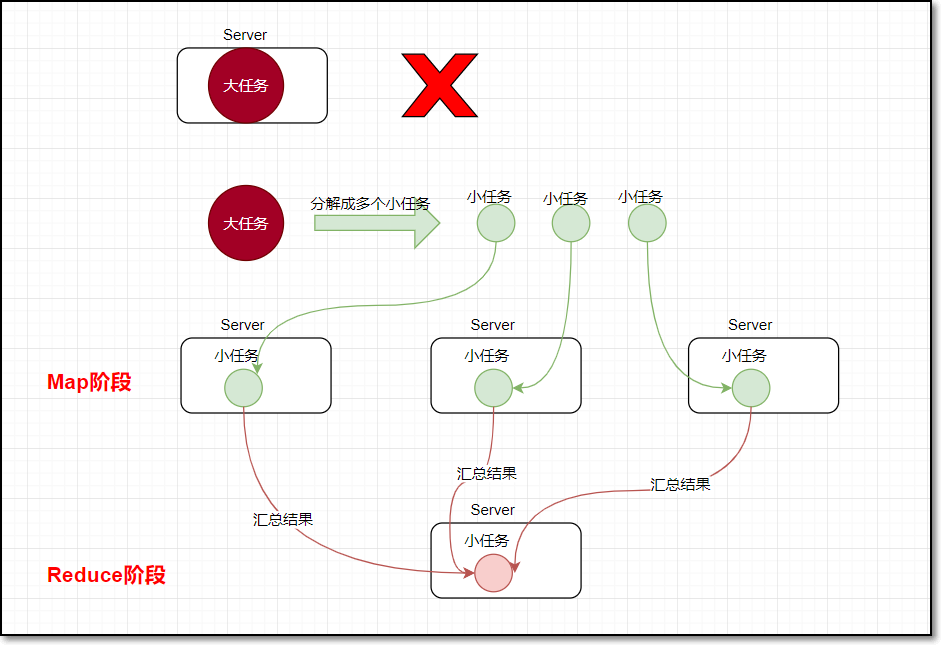 Server
大任务
大任务
分解成多个小任务
小任务
小任务
小任务
Server
Server
Server
小任务
小任务
小任务
Map阶段
汇总结果
汇总结果
汇总结果
Server
小任务
Reduce阶段